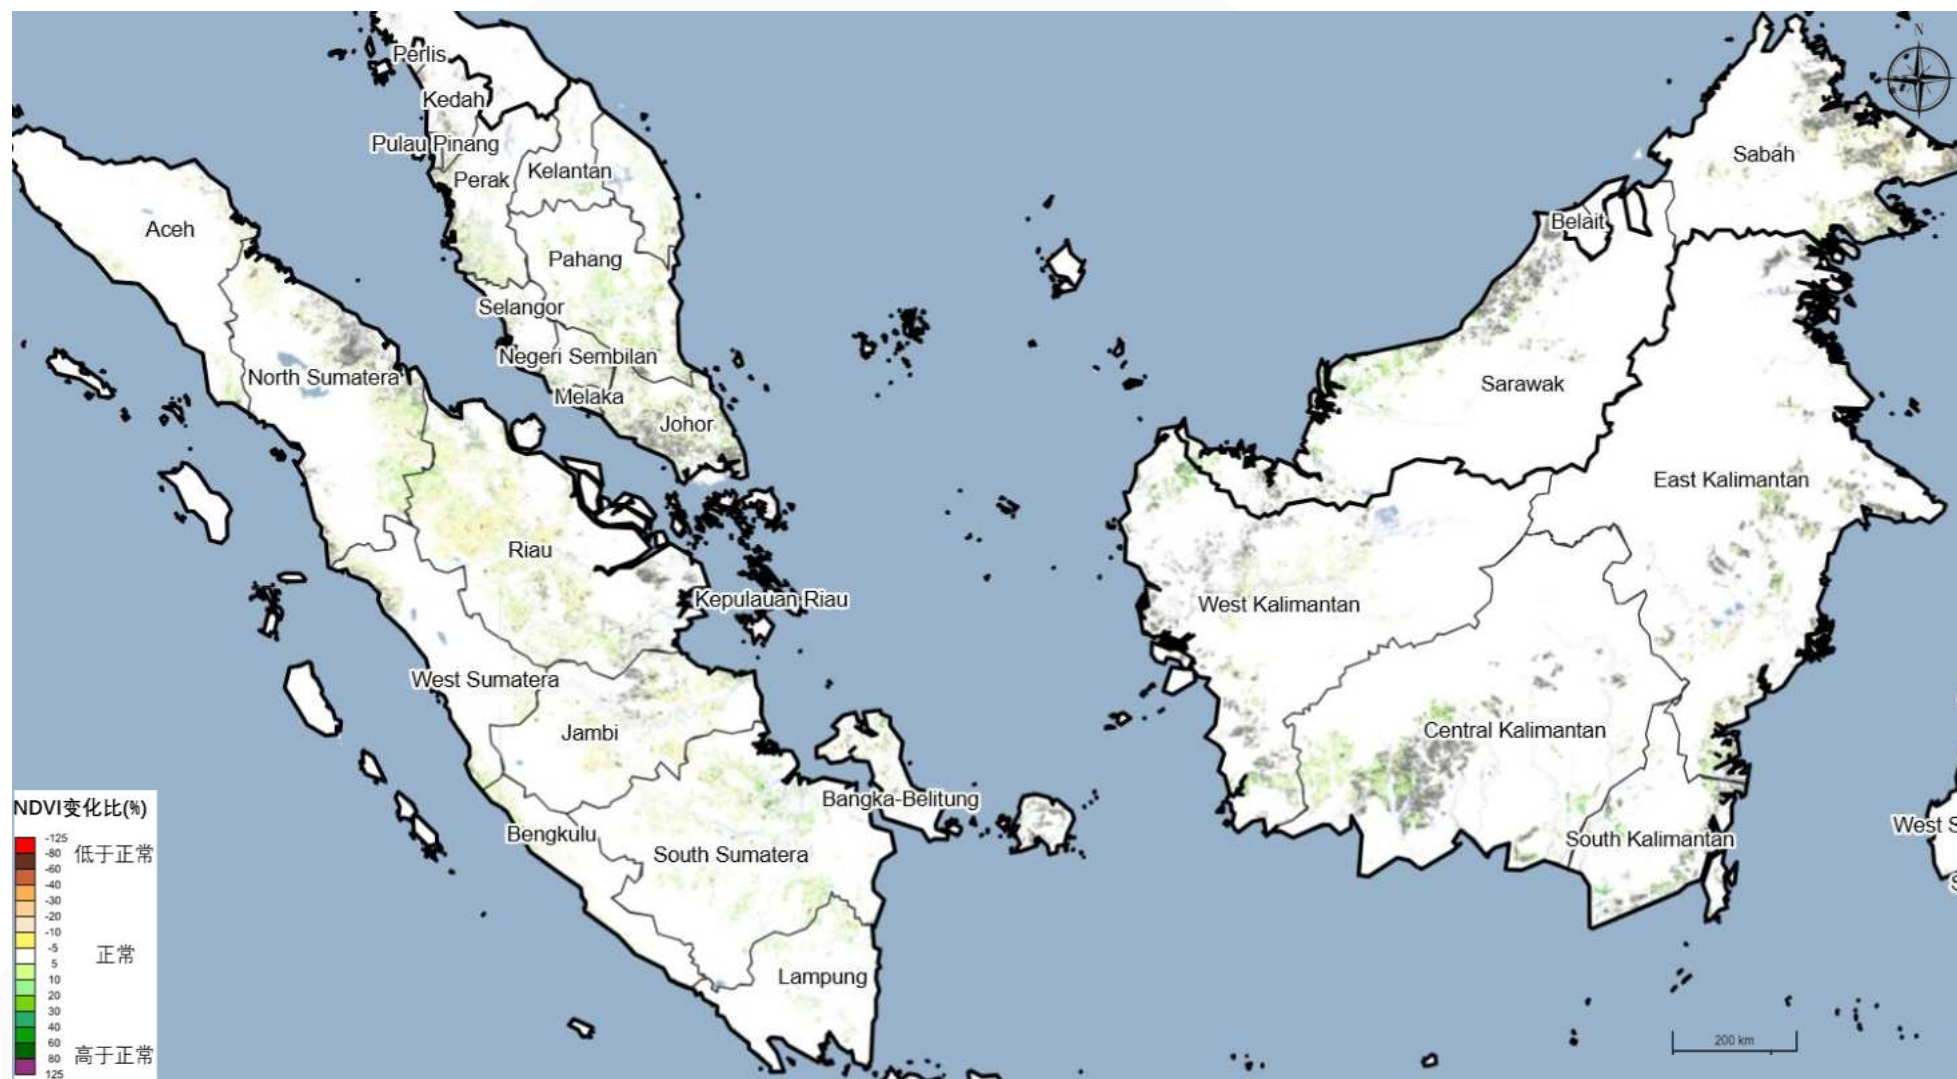 N
Perlis
Kedah
Pulau Pinang
Perak
Kelantan
Sabah
Aceh
Belait
Pahang
Selangor
Negeri Sembilan
North Sumatera
Sarawak
Melaka
Johor
East Kalimantan
Riau
Kepulauan Riau
West Kalimantan
West Sumatera
Jambi
Central Kalimantan
Bangka-Belitung
Bengkulu
South Sumatera
South Kalimantan
West S
S
Lampung
200 km
NDVI变化比(%)
-125
-80
低于正常
-60
-40
-30
-20
-10
-5
正常
5
10
20
30
40
60
80
高于正常
125